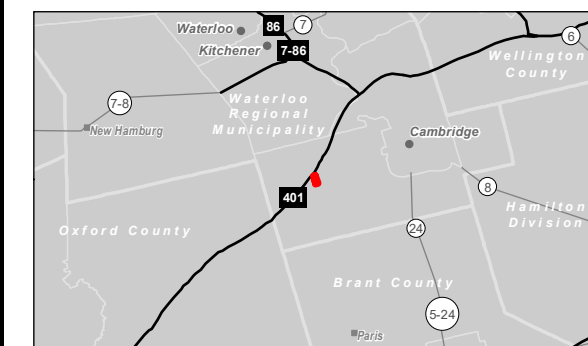 Waterloo
86
7
Kitchener
7-86
6
Wellington
County
7-8
Waterloo
Regional
Municipality
New Hamburg
Cambridge
401
8
Hamilton
Division
Oxford County
24
Brant County
5-24
Paris